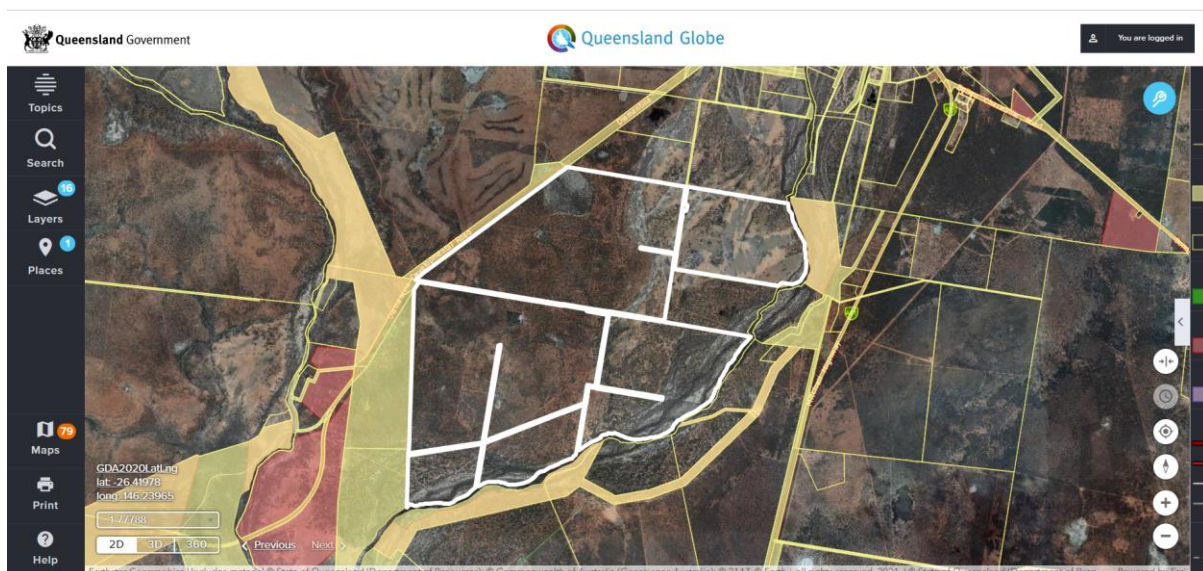 Queensland Government
Queensland Globe
You are logged in
Topics
Search
16
Layers
1
Places
79
Maps
Print
Help
GDA2020LatLng
lat: -26.41978
long: 146.23965
1:77788
2D 3D 360
Previous Next